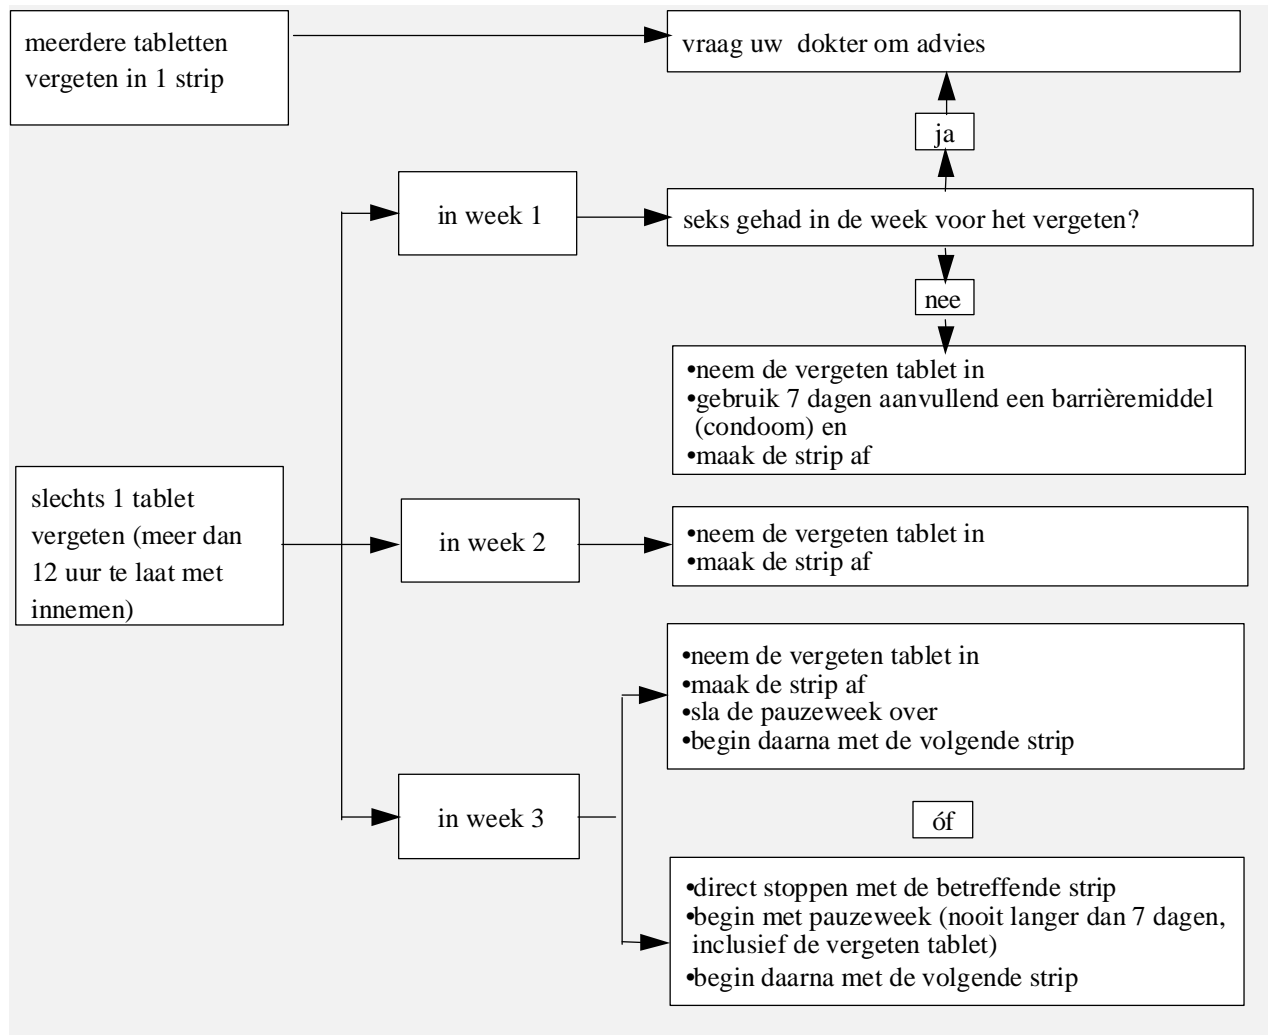 meerdere tabletten
vergeten in 1 strip
vraag uw  dokter om advies
ja
in week 1
seks gehad in de week voor het vergeten?
nee
•neem de vergeten tablet in
•gebruik 7 dagen aanvullend een barrièremiddel
(condoom) en
•maak de strip af
slechts 1 tablet
vergeten (meer dan
12 uur te laat met
innemen)
in week 2
•neem de vergeten tablet in
•maak de strip af
•neem de vergeten tablet in
•maak de strip af
•sla de pauzeweek over
•begin daarna met de volgende strip
in week 3
óf
•direct stoppen met de betreffende strip
•begin met pauzeweek (nooit langer dan 7 dagen,
inclusief de vergeten tablet)
•begin daarna met de volgende strip